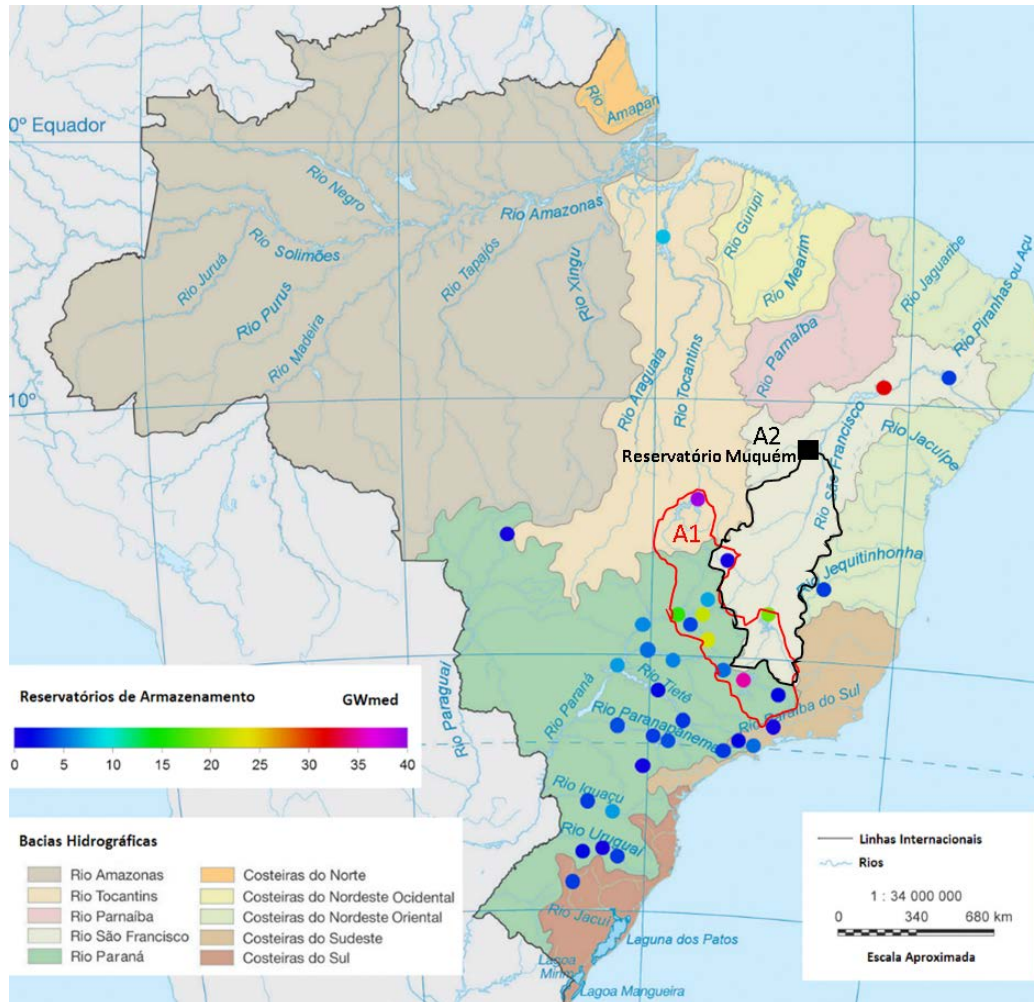 Rio
Amapari
0º Equador
Rio Negro
Rio Amazonas
Rio Gurupi
Rio Mearim
Rio Solimões
Rio Juruá
Rio Purus
Rio Madeira
Rio Tapajós
Rio Xingu
Rio Jaguaribe
Rio Piranhas ou Açú
Rio Parnaíba
Rio Araguaia
Rio Tocantins
10º
A2
Reservatório Muquém
Rio São Francisco
Rio Jacuípe
A1
Rio Jequitinhonha
Rio Paraguai
Rio Paraná
Rio Tietê
Rio Paranapanema
Rio Paraíba do Sul
Rio Iguaçu
Rio Uruguai
Rio Jacuí
Laguna dos Patos
Lagoa
Mirim
Lagoa Mangueira
Reservatórios de Armazenamento GWmed
0 5 10 15 20 25 30 35 40
Bacias Hidrográficas
Rio Amazonas
Rio Tocantins
Rio Parnaíba
Rio São Francisco
Rio Paraná
Costeiras do Norte
Costeiras do Nordeste Ocidental
Costeiras do Nordeste Oriental
Costeiras do Sudeste
Costeiras do Sul
Linhas Internacionais
Rios
1 : 34 000 000
0 340 680 km
Escala Aproximada